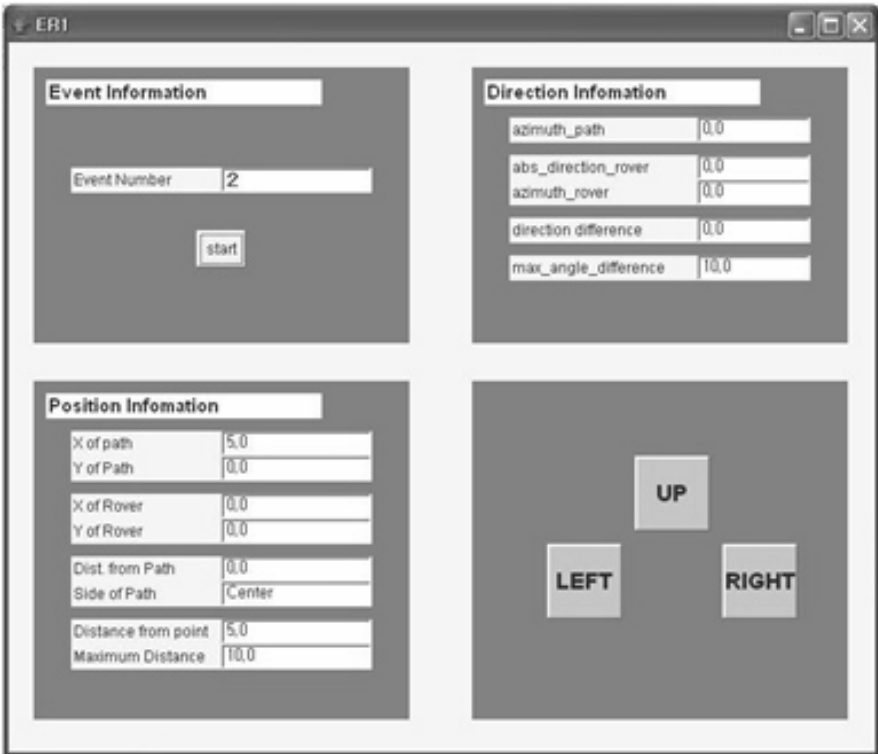 ER1
Event Information
Event Number 2
start
Direction Infomation
azimuth_path 0,0
abs_direction_rover 0,0
azimuth_rover 0,0
direction difference 0,0
max_angle_difference 10,0
Position Infomation
X of path 5,0
Y of Path 0,0
X of Rover 0,0
Y of Rover 0,0
Dist. from Path 0,0
Side of Path Center
Distance from point 5,0
Maximum Distance 10,0
UP
LEFT RIGHT